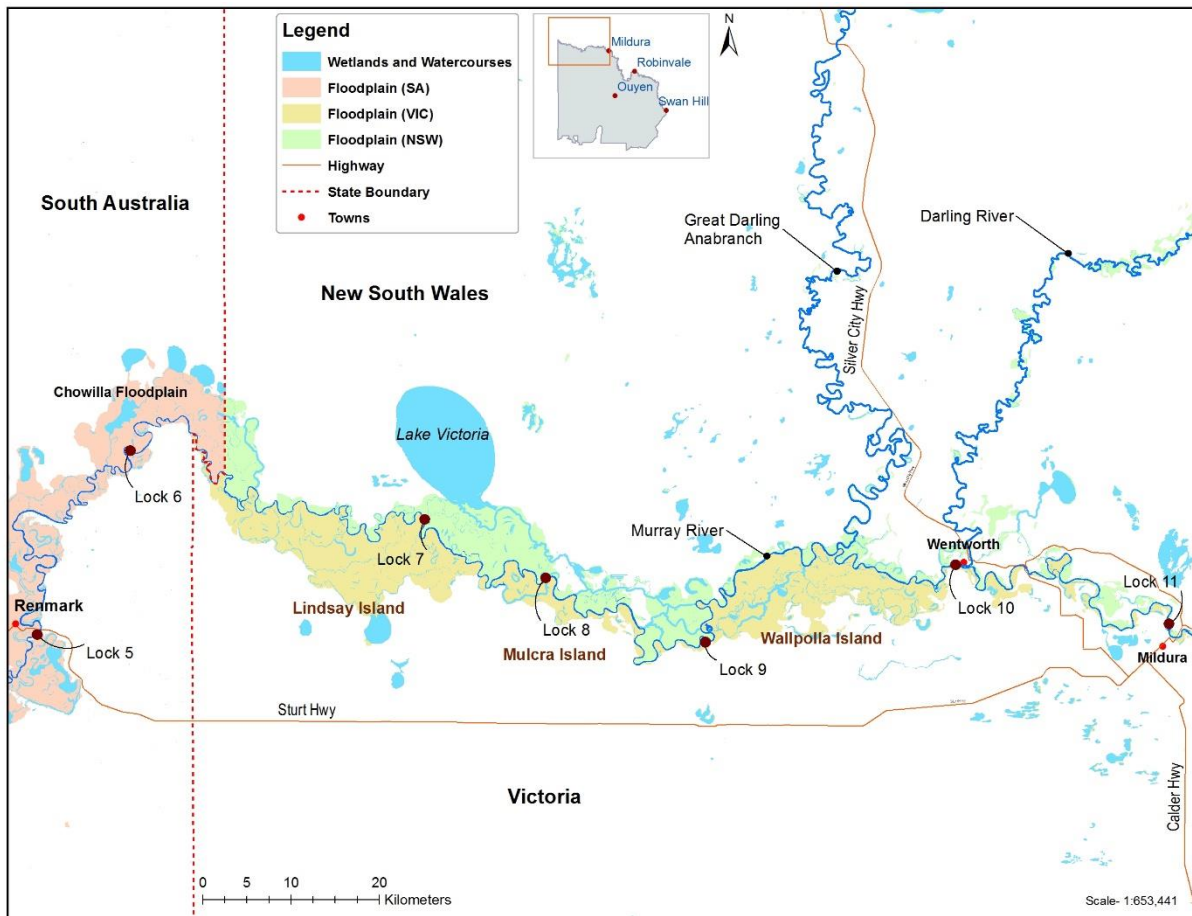 Legend
Wetlands and Watercourses
Floodplain (SA)
Floodplain (VIC)
Floodplain (NSW)
Highway
State Boundary
Towns
Mildura
Robinvale
Ouyen
Swan Hill
N
South Australia
New South Wales
Great Darling
Anabranch
Darling River
Silver City Hwy
Chowilla Floodplain
Lake Victoria
Lock 6
Lock 7
Murray River
Wentworth
Lock 11
Renmark
Lindsay Island
Lock 8
Lock 10
Lock 5
Mulcra Island
Wallpolla Island
Lock 9
Mildura
Sturt Hwy
Calder Hwy
Victoria
0 5 10 20
Kilometers
Scale- 1:653,441